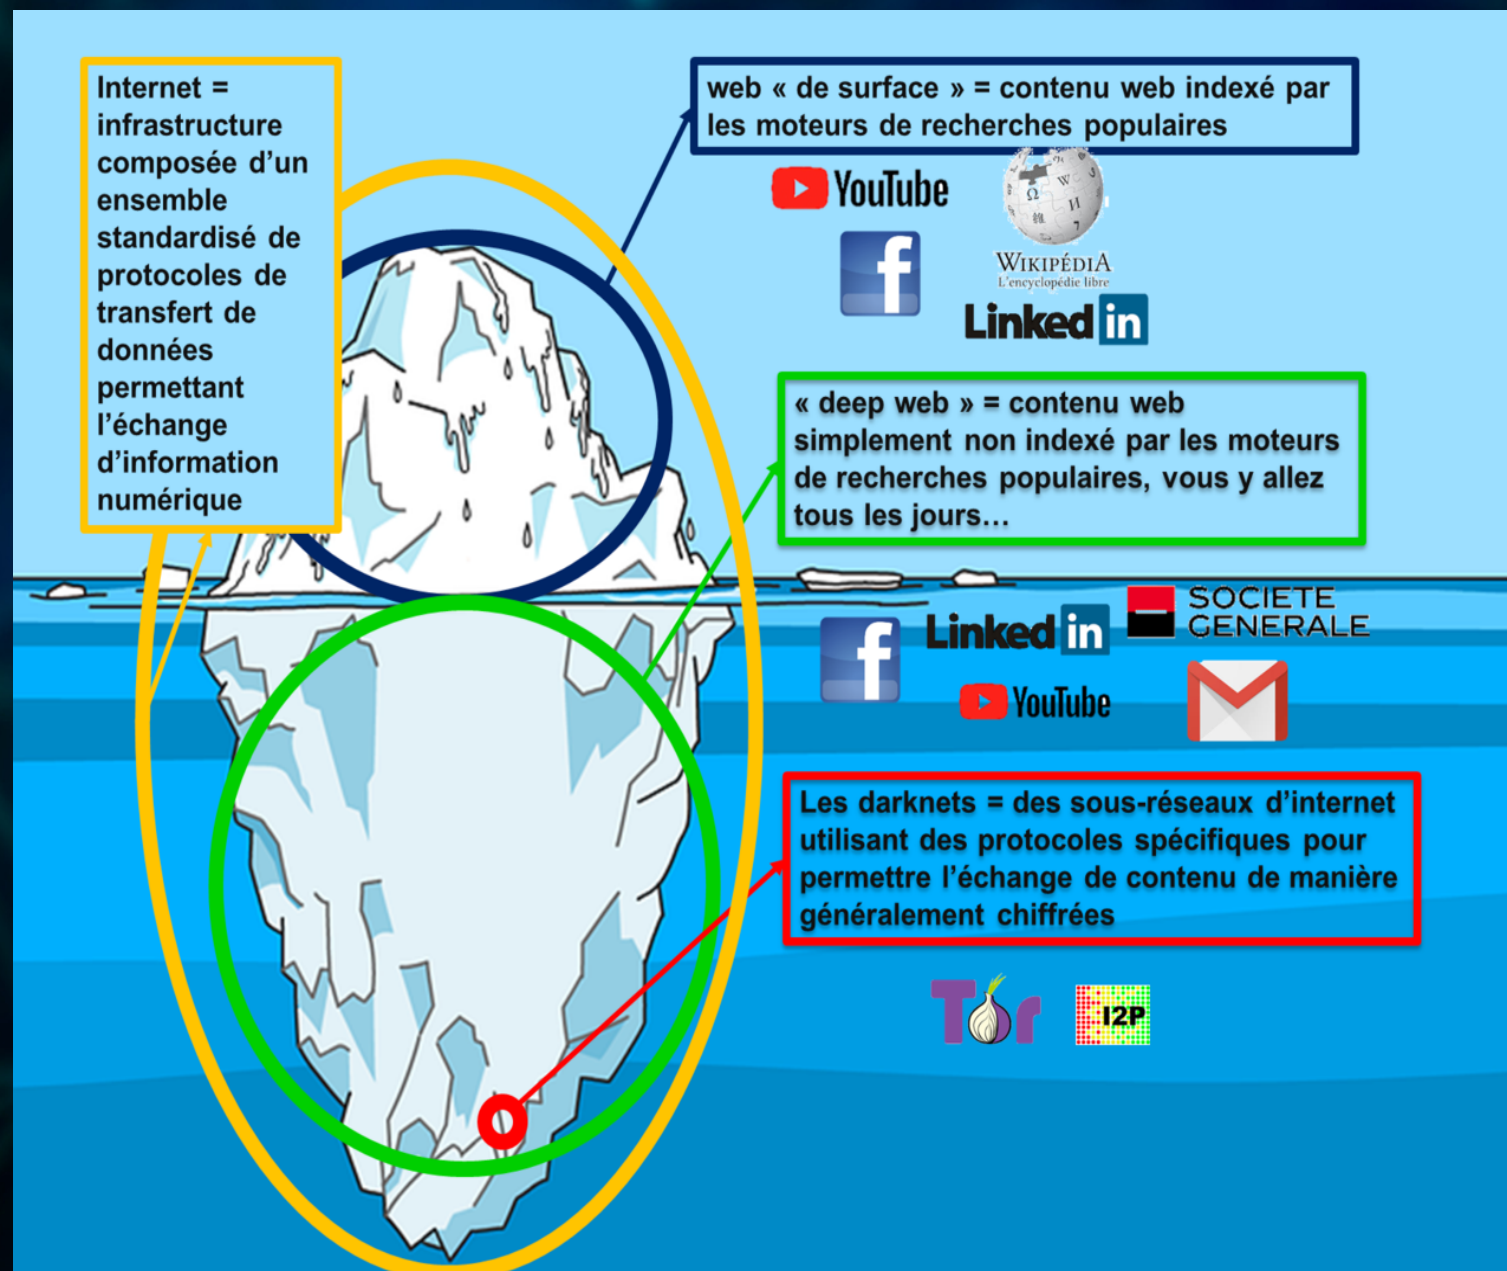 Internet =
infrastructure
composée d’un
ensemble
standardisé de
protocoles de
transfert de
données
permettant
l’échange
d’information
numérique
web « de surface » = contenu web indexé par
les moteurs de recherches populaires
YouTube
Ω W И 7
WIKIPÉDIA
L'encyclopédie libre
f
Linked in
« deep web » = contenu web
simplement non indexé par les moteurs
de recherches populaires, vous y allez
tous les jours…
f
Linked in
SOCIETE
GENERALE
YouTube
M
Les darknets = des sous-réseaux d’internet
utilisant des protocoles spécifiques pour
permettre l’échange de contenu de manière
généralement chiffrées
Tor
I2P